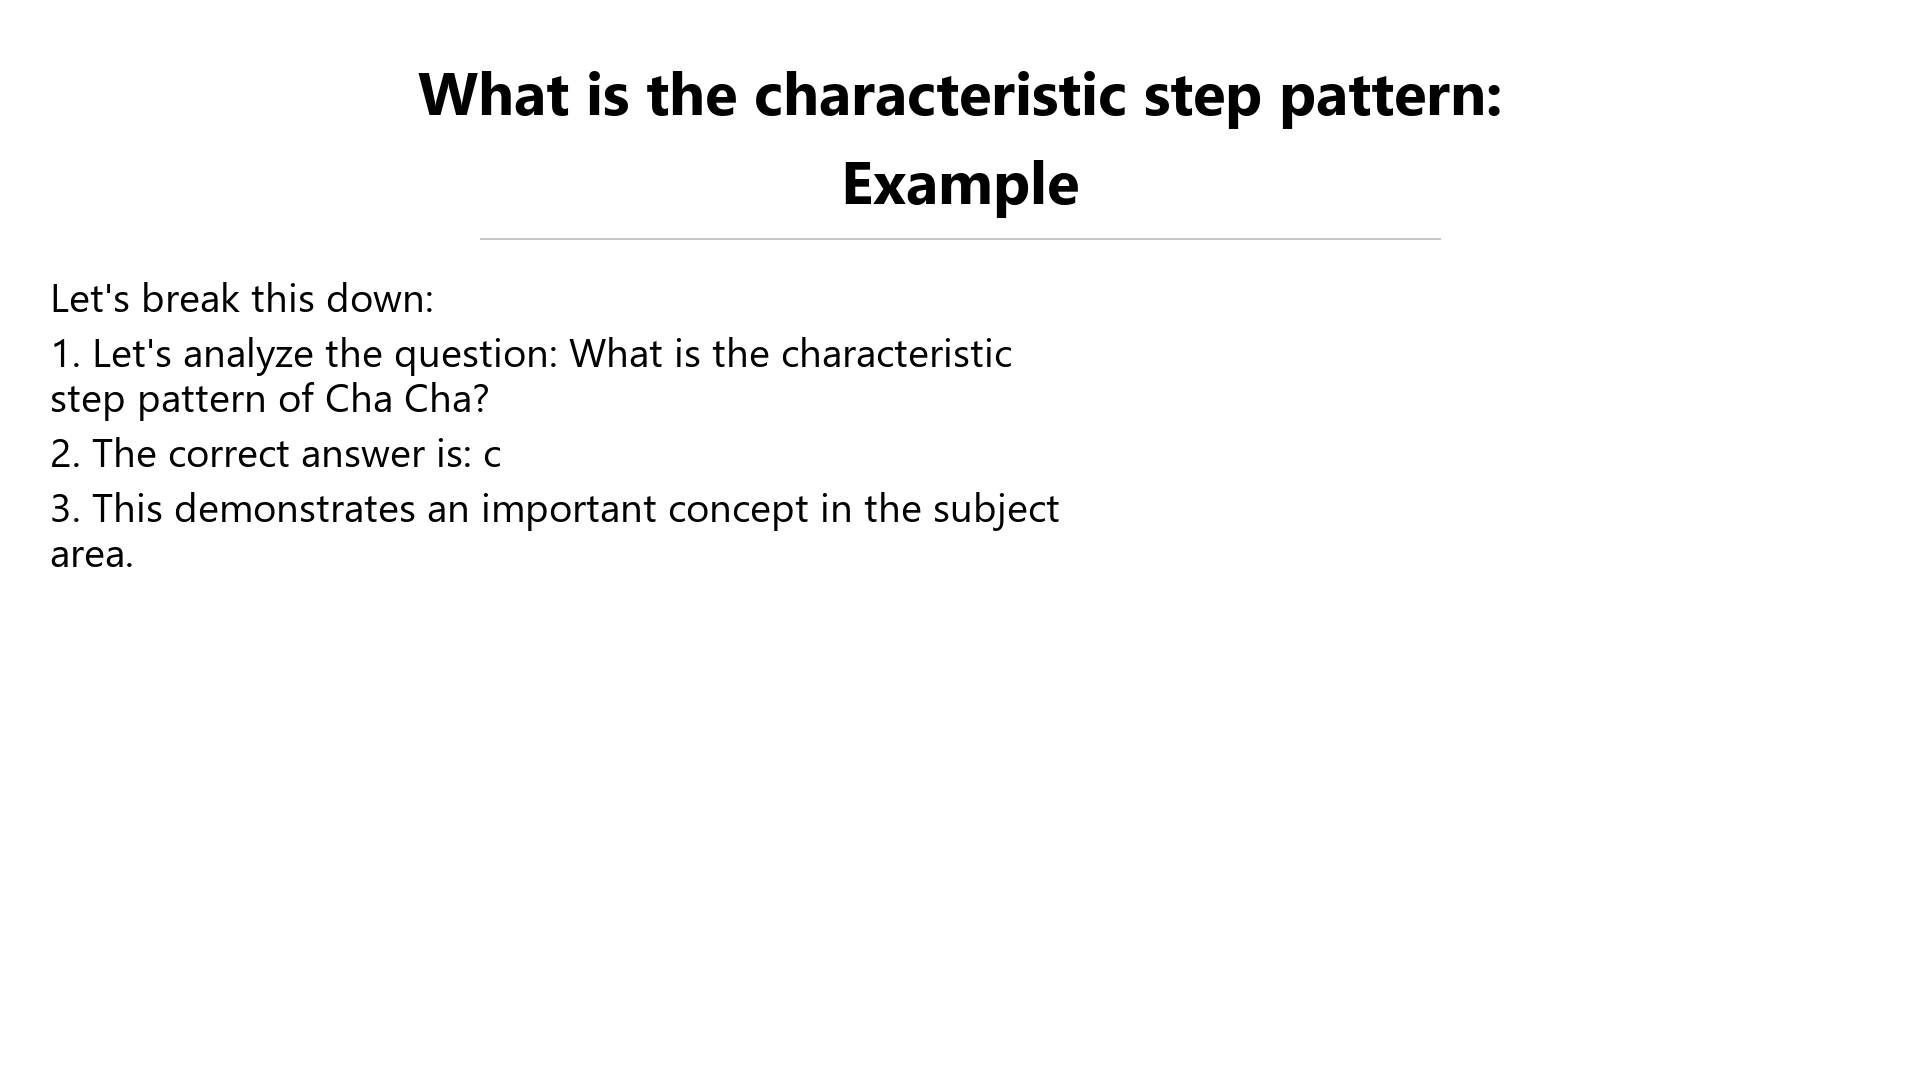 What is the characteristic step pattern:
Example
Let's break this down:
1. Let's analyze the question: What is the characteristic
step pattern of Cha Cha?
2. The correct answer is: c
3. This demonstrates an important concept in the subject
area.